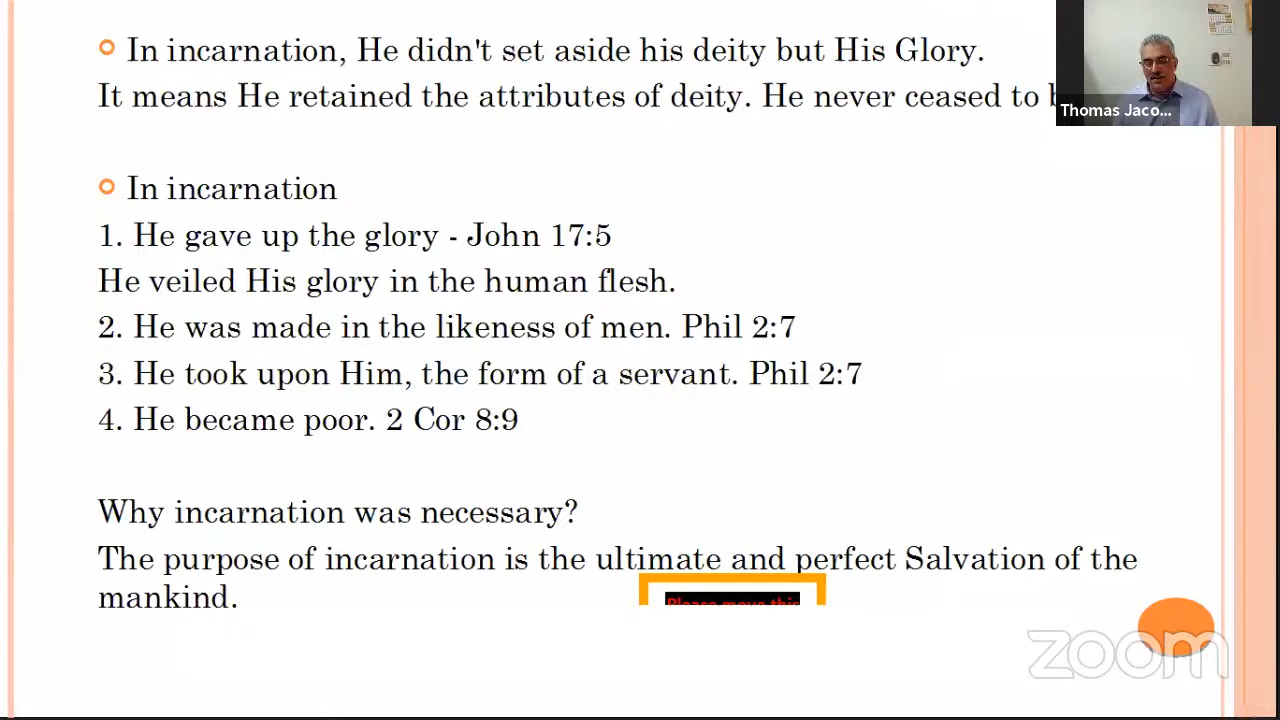 In incarnation, He didn't set aside his deity but His Glory.
It means He retained the attributes of deity. He never ceased to
Thomas Jaco...
In incarnation
1. He gave up the glory - John 17:5
He veiled His glory in the human flesh.
2. He was made in the likeness of men. Phil 2:7
3. He took upon Him, the form of a servant. Phil 2:7
4. He became poor. 2 Cor 8:9
Why incarnation was necessary?
The purpose of incarnation is the ultimate and perfect Salvation of the
mankind.
Please move this
zoom